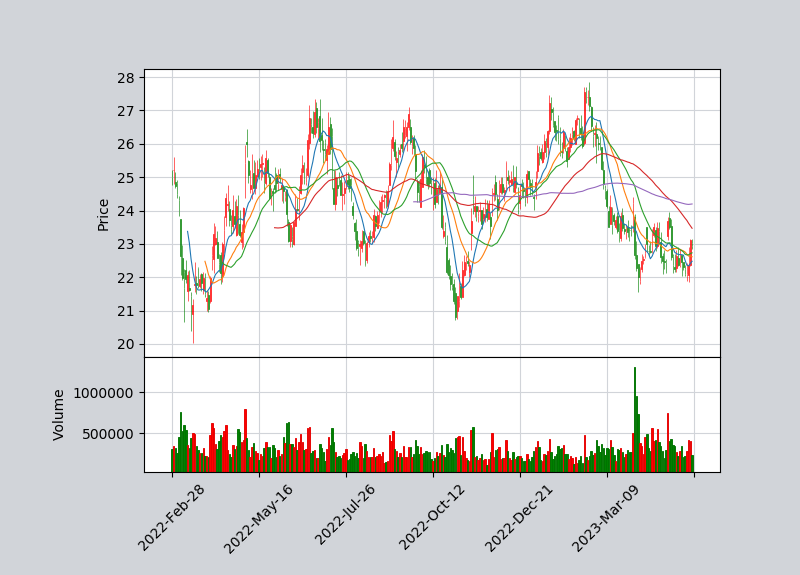 28
27
26
25
24
23
22
21
20
Price
1000000
500000
Volume
2022-Feb-28
2022-May-16
2022-Jul-26
2022-Oct-12
2022-Dec-21
2023-Mar-09